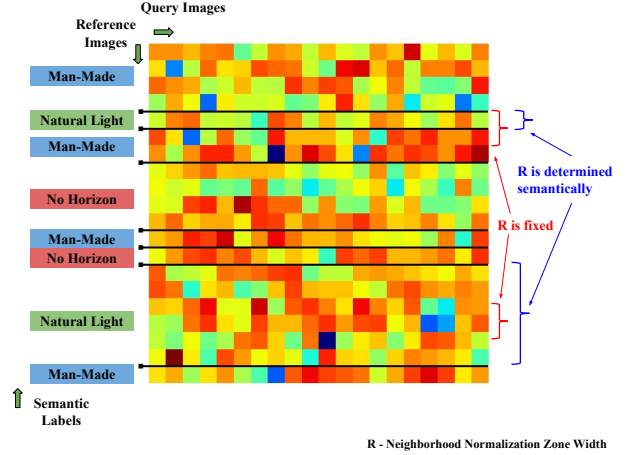 Query Images
Reference
Images
Man-Made
Natural Light
Man-Made
No Horizon
Man-Made
No Horizon
Natural Light
Man-Made
R is determined
semantically
R is fixed
Semantic
Labels
R - Neighborhood Normalization Zone Width